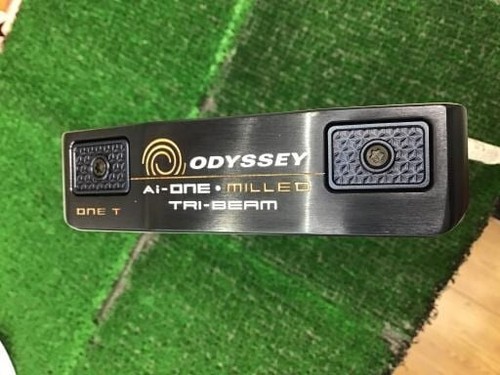 ODYSSEY
Ai-ONE • MILLED
TRI-BEAM
ONE T